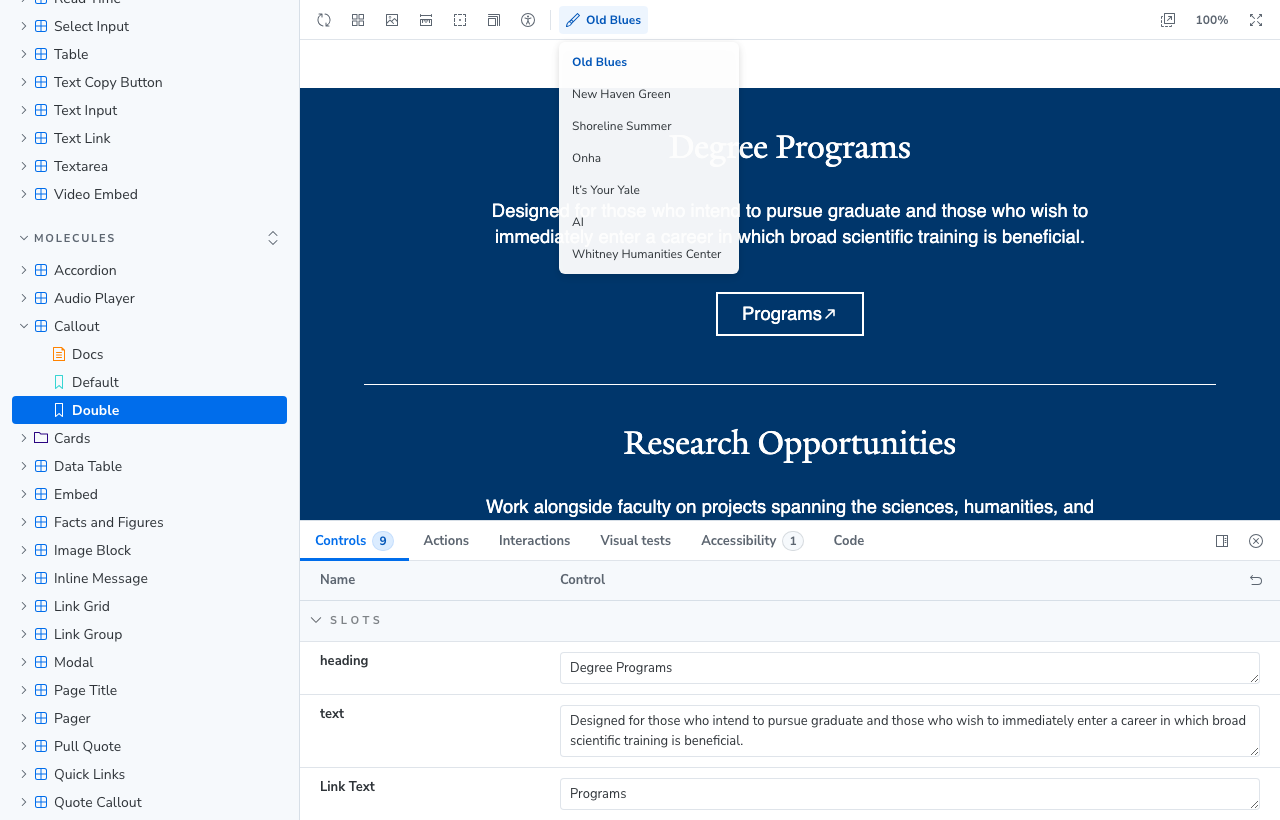 Read Time
Select Input
Table
Text Copy Button
Text Input
Text Link
Textarea
Video Embed
MOLECULES
Accordion
Audio Player
Callout
Docs
Default
Double
Cards
Data Table
Embed
Facts and Figures
Image Block
Inline Message
Link Grid
Link Group
Modal
Page Title
Pager
Pull Quote
Quick Links
Quote Callout
Old Blues
100%
Old Blues
New Haven Green
Shoreline Summer
Onha
It's Your Yale
AI
Whitney Humanities Center
Degree Programs
Designed for those who intend to pursue graduate and those who wish to
immediately enter a career in which broad scientific training is beneficial.
Programs
Research Opportunities
Work alongside faculty on projects spanning the sciences, humanities, and
Controls 9
Actions
Interactions
Visual tests
Accessibility 1
Code
Name
Control
SLOTS
heading
Degree Programs
text
Designed for those who intend to pursue graduate and those who wish to immediately enter a career in which broad
scientific training is beneficial.
Link Text
Programs